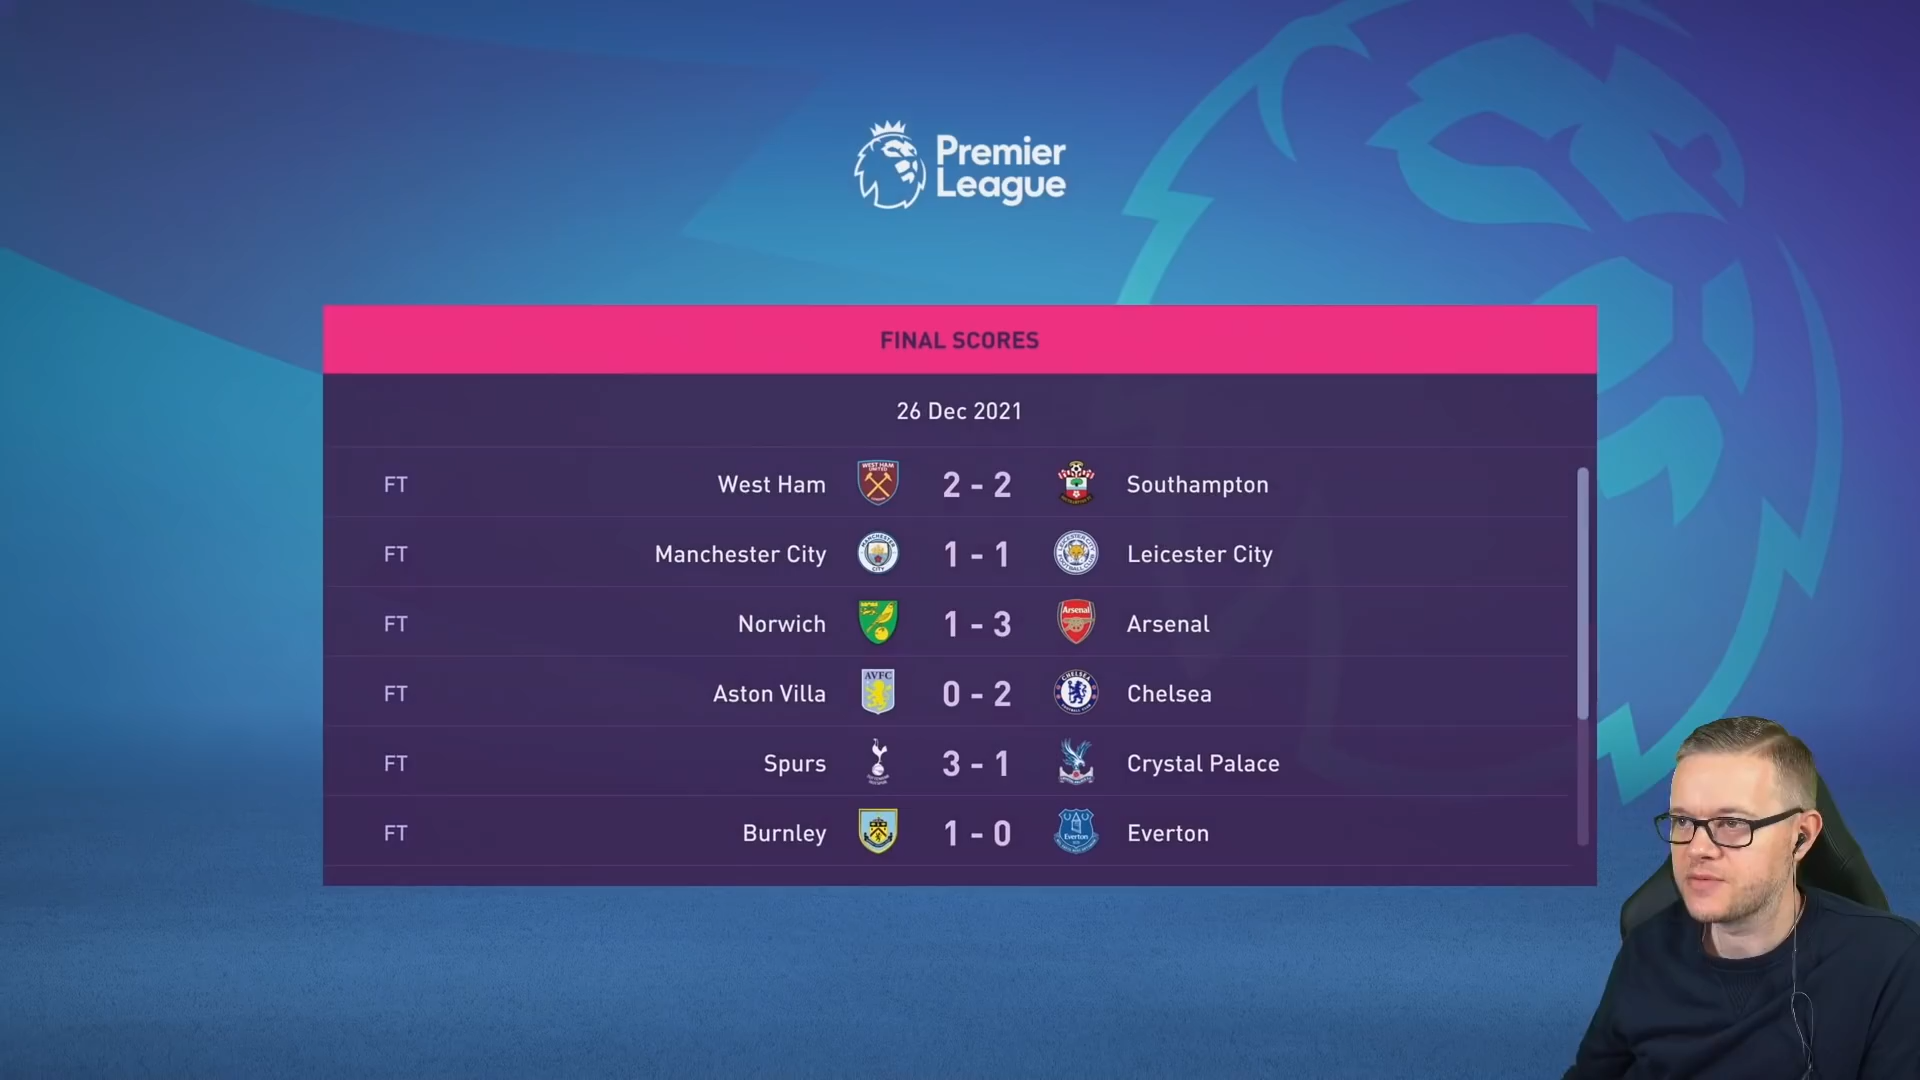 Premier
League
FINAL SCORES
26 Dec 2021
FT West Ham 2 - 2 Southampton
FT Manchester City 1 - 1 Leicester City
FT Norwich 1 - 3 Arsenal
FT Aston Villa 0 - 2 Chelsea
FT Spurs 3 - 1 Crystal Palace
FT Burnley 1 - 0 Everton